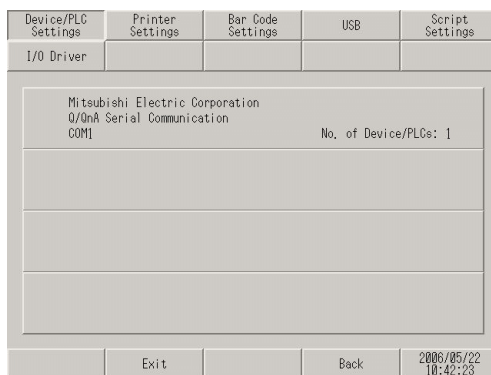 Device/PLC Settings
Printer Settings
Bar Code Settings
USB
Script Settings
I/O Driver
Mitsubishi Electric Corporation
Q/QnA Serial Communication
COM1
No. of Device/PLCs: 1
Exit
Back
2006/05/22
10:42:23